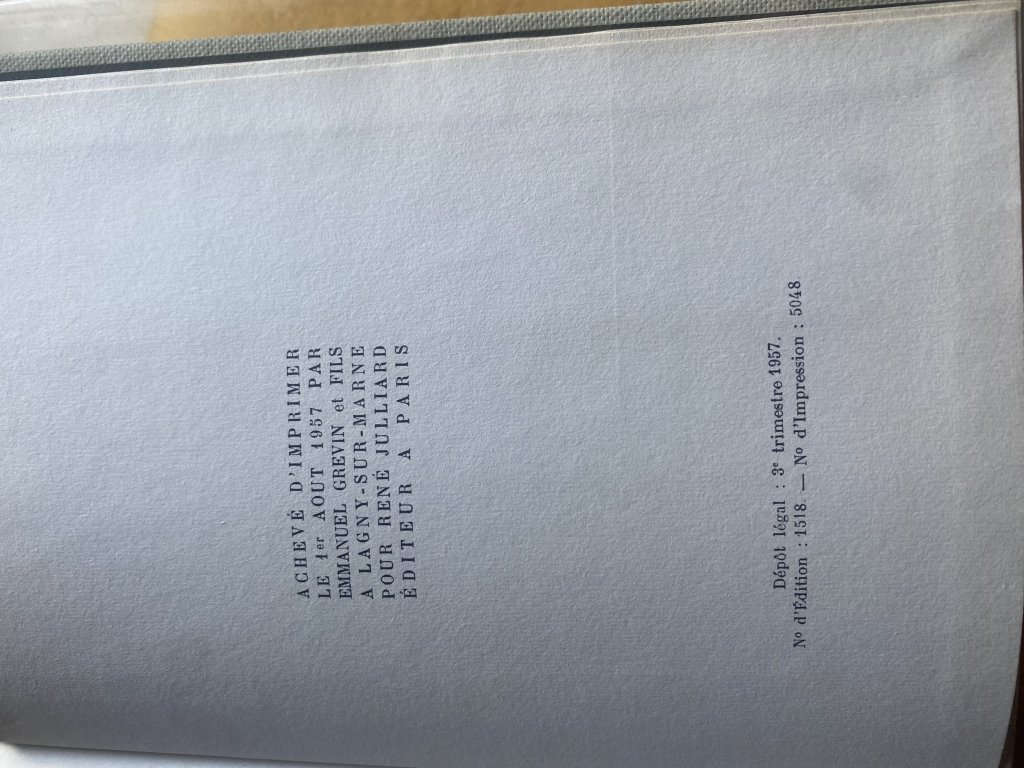 ACHEVÉ D'IMPRIMER
LE 1er AOUT 1957 PAR
EMMANUEL GREVIN et FILS
A LAGNY-SUR-MARNE
POUR RENÉ JULLIARD
ÉDITEUR A PARIS
Dépôt légal : 3e trimestre 1957.
No d'Édition : 1518. — No d'Impression : 5048